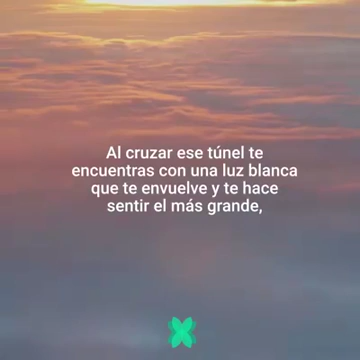 Al cruzar ese túnel te
encuentras con una luz blanca
que te envuelve y te hace
sentir el más grande,